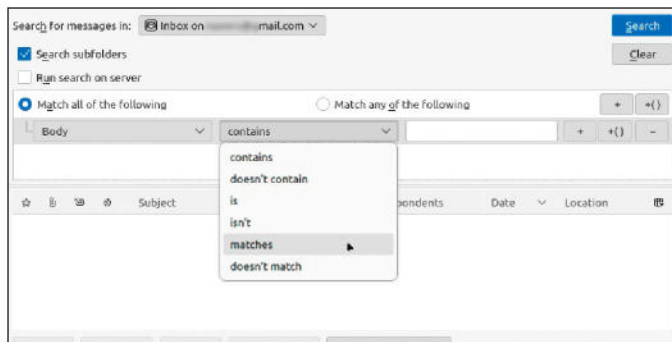 Search for messages in: Inbox on mail.com
Search
Search subfolders
Clear
Run search on server
Match all of the following
Match any of the following
+
+()
Body
contains
+
+()
-
contains
doesn't contain
is
isn't
matches
doesn't match
Subject
pondents
Date
Location